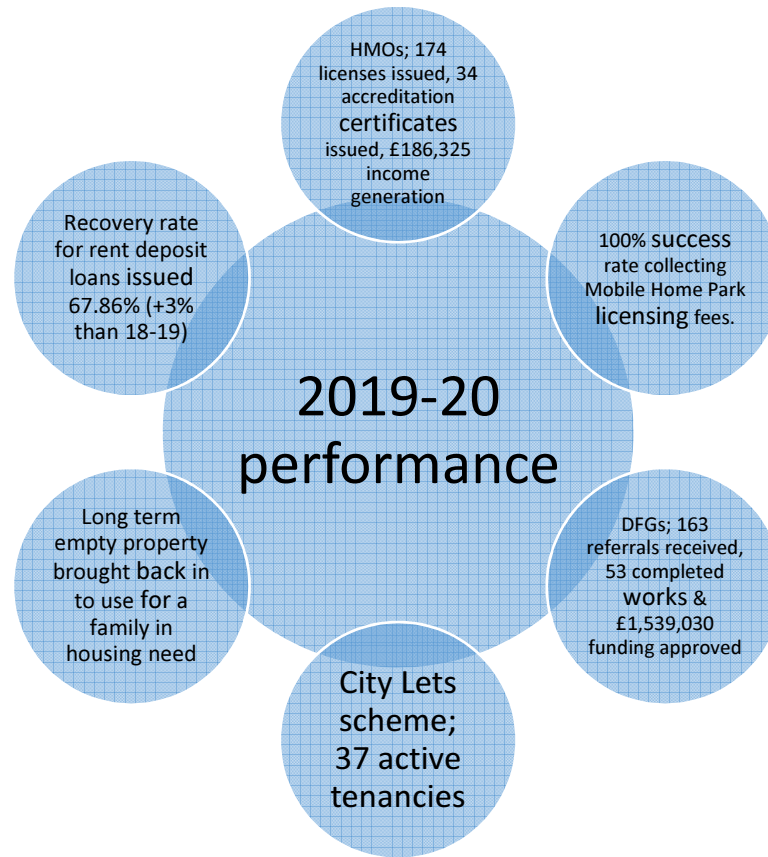 HMOs; 174
licenses issued, 34
accreditation
certificates
issued, £186,325
income
generation
100% success
rate collecting
Mobile Home Park
licensing fees.
DFGs; 163
referrals received,
53 completed
works &
£1,539,030
funding approved
City Lets
scheme;
37 active
tenancies
Long term
empty property
brought back in
to use for a
family in
housing need
Recovery rate
for rent deposit
loans issued
67.86% (+3%
than 18-19)
2019-20
performance